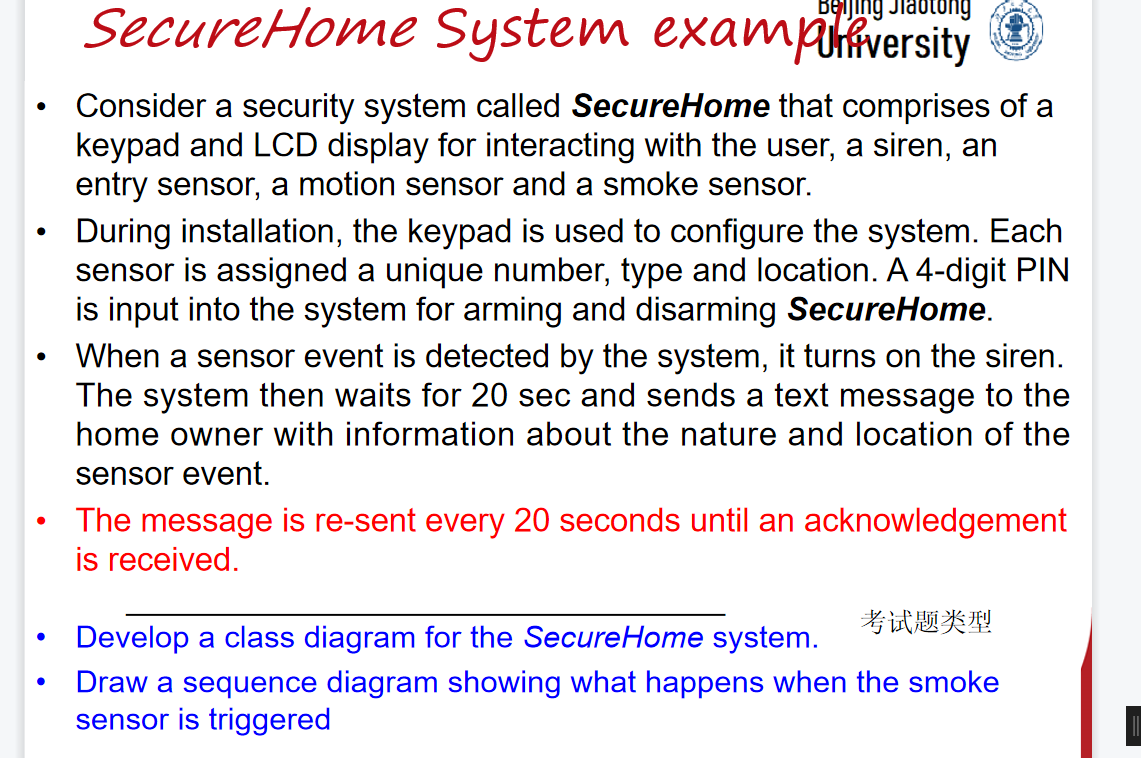 SecureHome System example
Beijing Jiaotong
University
• Consider a security system called SecureHome that comprises of a
keypad and LCD display for interacting with the user, a siren, an
entry sensor, a motion sensor and a smoke sensor.
• During installation, the keypad is used to configure the system. Each
sensor is assigned a unique number, type and location. A 4-digit PIN
is input into the system for arming and disarming SecureHome.
• When a sensor event is detected by the system, it turns on the siren.
The system then waits for 20 sec and sends a text message to the
home owner with information about the nature and location of the
sensor event.
• The message is re-sent every 20 seconds until an acknowledgement
is received.
考试题类型
• Develop a class diagram for the SecureHome system.
• Draw a sequence diagram showing what happens when the smoke
sensor is triggered